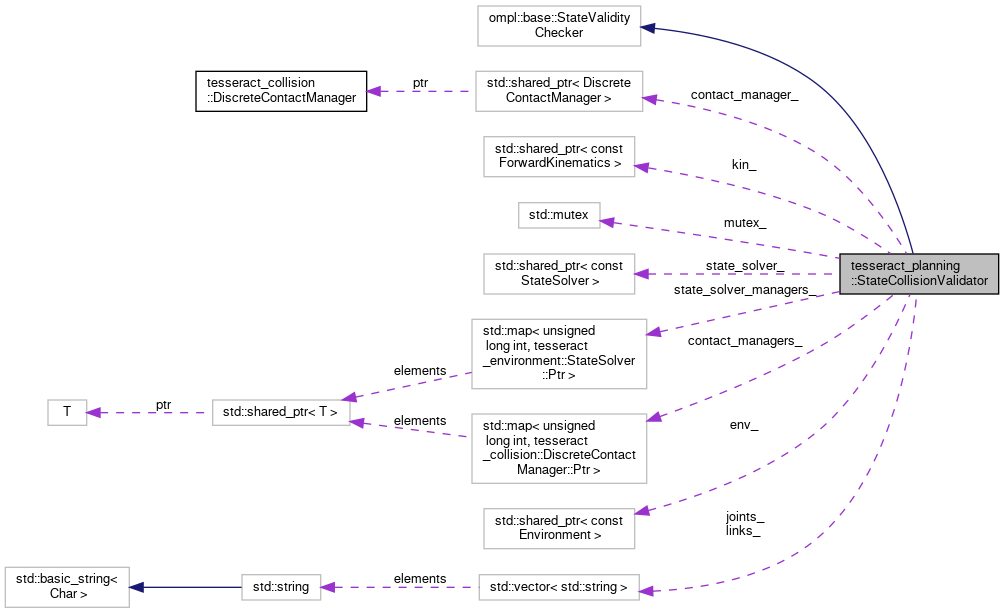 ompl::base::StateValidity
Checker
tesseract_collision
::DiscreteContactManager
ptr
std::shared_ptr< Discrete
ContactManager >
contact_manager_
std::shared_ptr< const
ForwardKinematics >
kin_
std::mutex
mutex_
std::shared_ptr< const
StateSolver >
state_solver_
tesseract_planning
::StateCollisionValidator
state_solver_managers_
std::map< unsigned
long int, tesseract
_environment::StateSolver
::Ptr >
contact_managers_
elements
T
ptr
std::shared_ptr< T >
elements
std::map< unsigned
long int, tesseract
_collision::DiscreteContact
Manager::Ptr >
env_
std::shared_ptr< const
Environment >
joints_
links_
std::basic_string<
Char >
std::string
elements
std::vector< std::string >